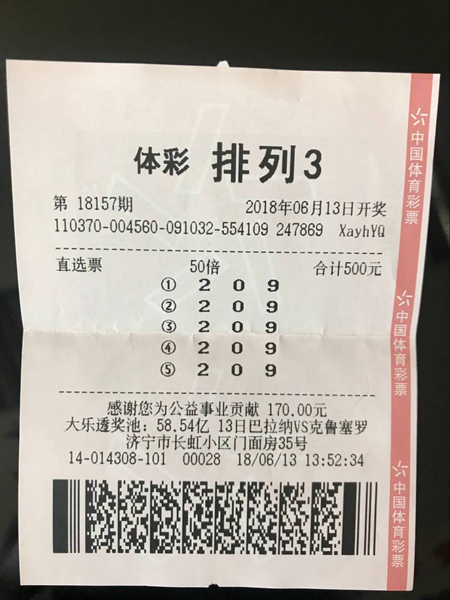 体彩 排列3
第 18157期 2018年06月13日开奖
110370-004560-091032-554109 247869 XayhYQ
直选票 50倍 合计500元
① 2 0 9
② 2 0 9
③ 2 0 9
④ 2 0 9
⑤ 2 0 9
感谢您为公益事业贡献 170.00元
大乐透奖池: 58.54亿 13日巴拉纳VS克鲁塞罗
济宁市长虹小区门面房35号
14-014308-101 00028 18/06/13 13:52:34
中国体育彩票
中国体育彩票
中国体育彩票